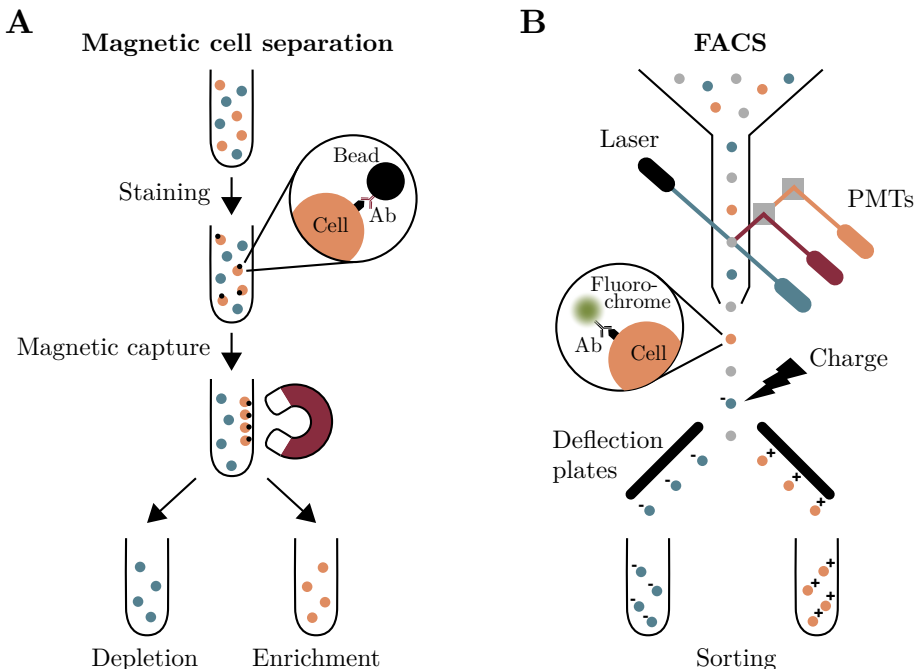 A
Magnetic cell separation
Staining
Bead
Cell
Ab
Magnetic capture
Depletion
Enrichment
B
FACS
Laser
PMTs
Fluoro-
chrome
Ab
Cell
Charge
-
Deflection
plates
-
-
-
+
+
+
-
-
-
-
+
+
+
+
Sorting